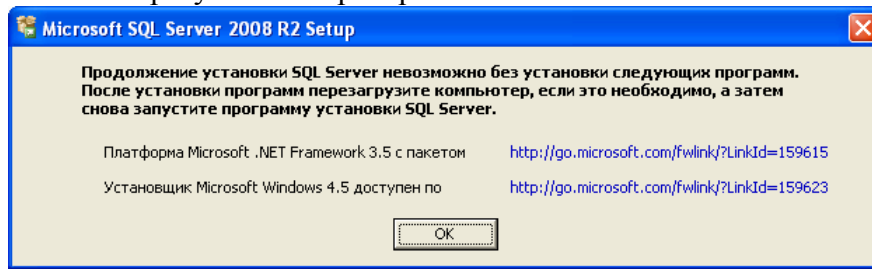 Microsoft SQL Server 2008 R2 Setup
Продолжение установки SQL Server невозможно без установки следующих программ.
После установки программ перезагрузите компьютер, если это необходимо, а затем
снова запустите программу установки SQL Server.
Платформа Microsoft .NET Framework 3.5 с пакетом http://go.microsoft.com/fwlink/?LinkId=159615
Установщик Microsoft Windows 4.5 доступен по http://go.microsoft.com/fwlink/?LinkId=159623
OK